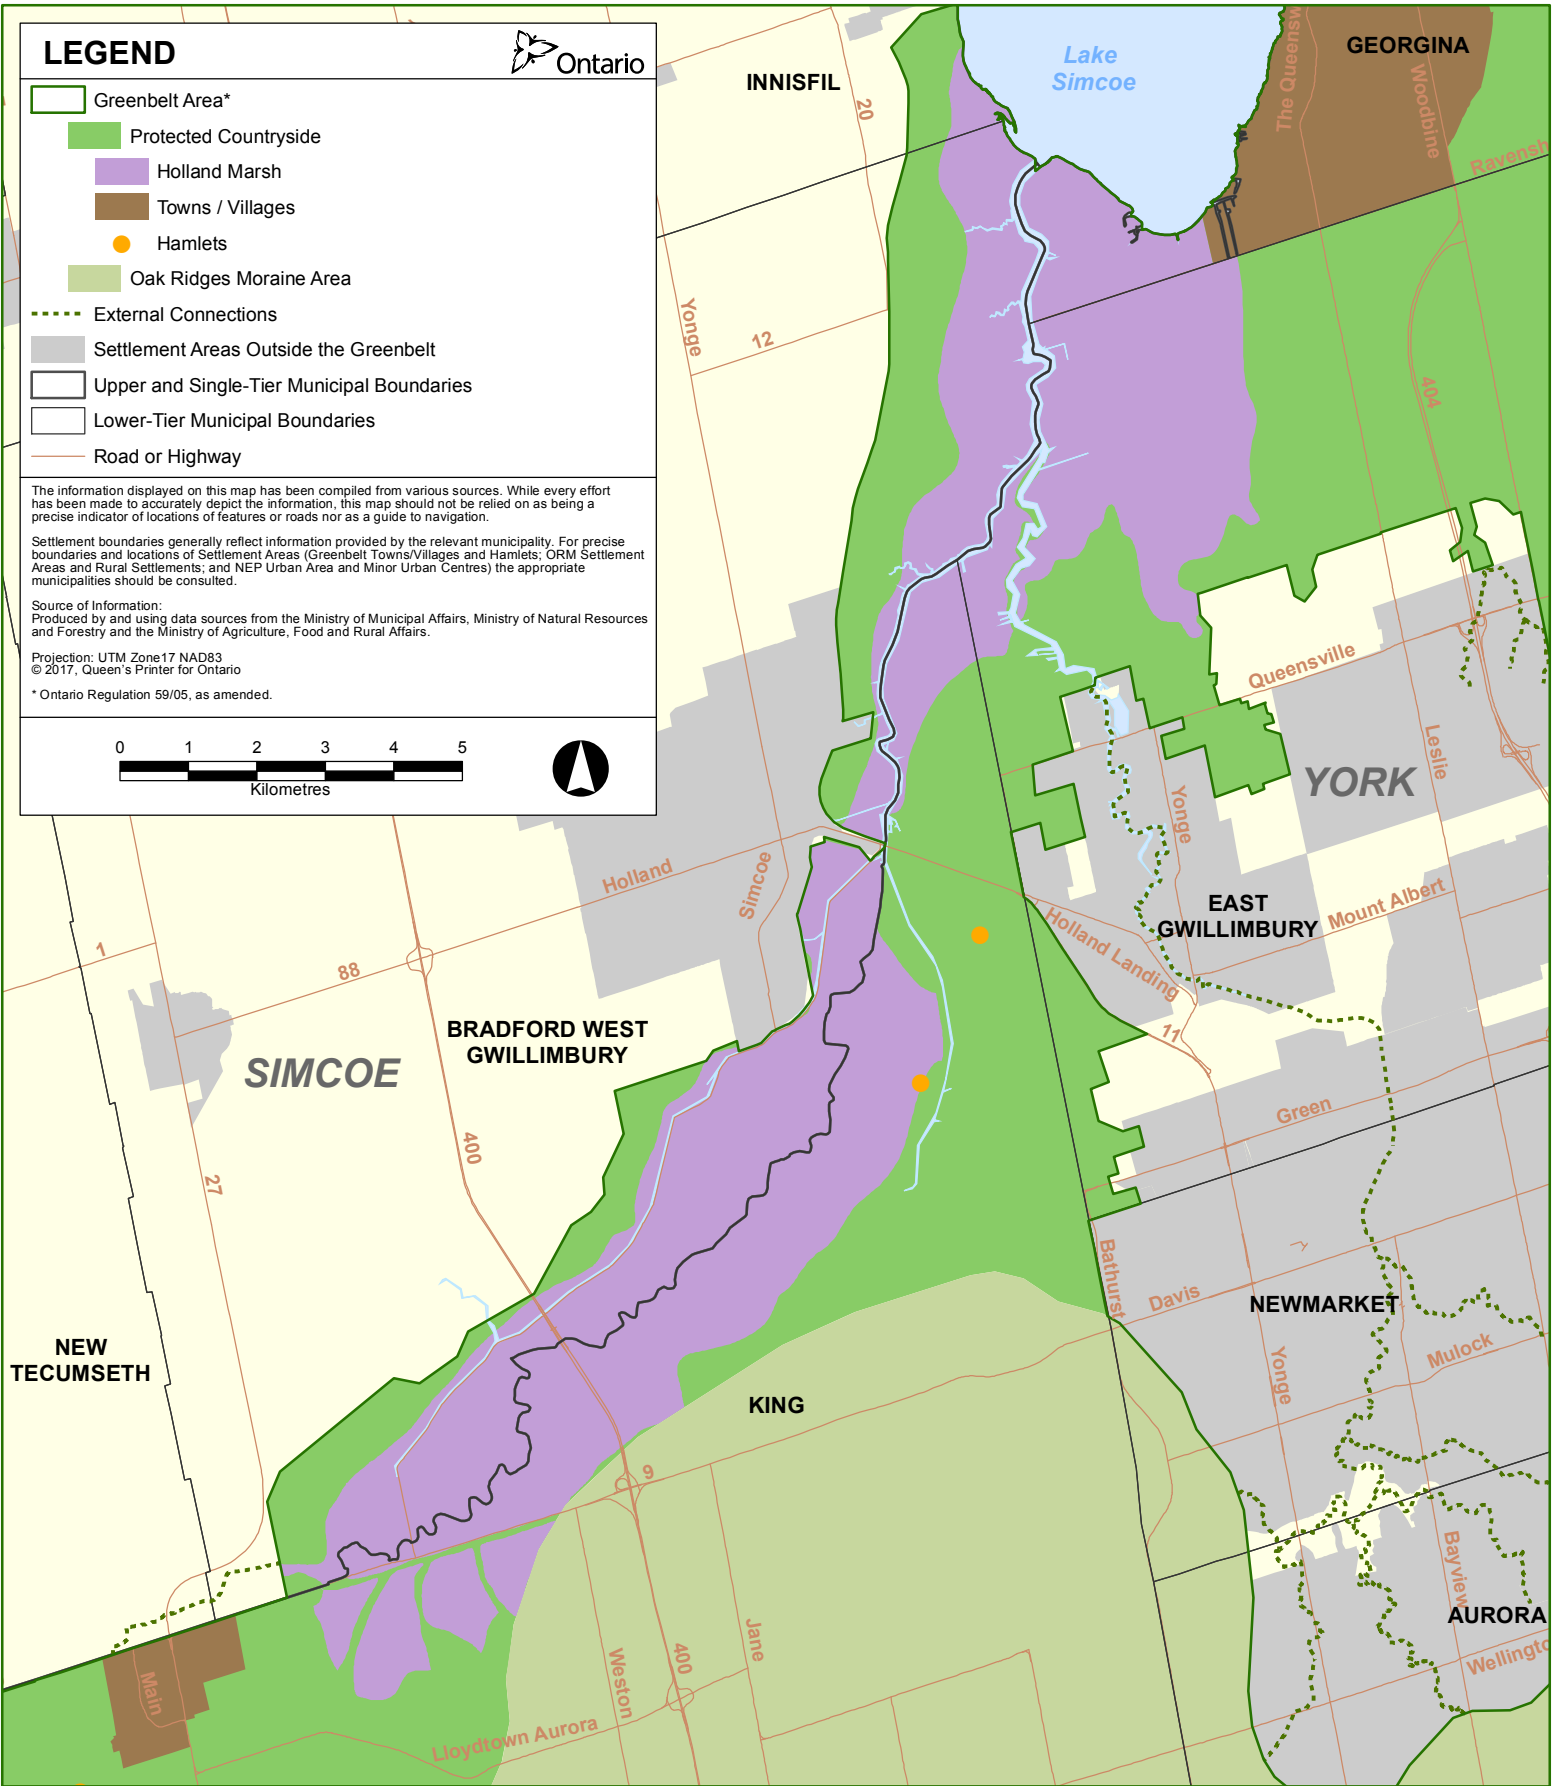 LEGEND
Ontario
Greenbelt Area*
Protected Countryside
Holland Marsh
Towns / Villages
Hamlets
Oak Ridges Moraine Area
External Connections
Settlement Areas Outside the Greenbelt
Upper and Single-Tier Municipal Boundaries
Lower-Tier Municipal Boundaries
Road or Highway
The information displayed on this map has been compiled from various sources. While every effort
has been made to accurately depict the information, this map should not be relied on as being a
precise indicator of locations of features or roads nor as a guide to navigation.
Settlement boundaries generally reflect information provided by the relevant municipality. For precise
boundaries and locations of Settlement Areas (Greenbelt Towns/Villages and Hamlets; ORM Settlement
Areas and Rural Settlements; and NEP Urban Area and Minor Urban Centres) the appropriate
municipalities should be consulted.
Source of Information:
Produced by and using data sources from the Ministry of Municipal Affairs, Ministry of Natural Resources
and Forestry and the Ministry of Agriculture, Food and Rural Affairs.
Projection: UTM Zone17 NAD83
© 2017, Queen's Printer for Ontario
* Ontario Regulation 59/05, as amended.
0 1 2 3 4 5
Kilometres
INNISFIL
20
Lake
Simcoe
The Queensw
GEORGINA
Woodbine
Ravensh
Yonge
12
404
Queensville
Leslie
YORK
Yonge
Holland
Simcoe
EAST
GWILLIMBURY
Mount Albert
Holland Landing
11
1
88
BRADFORD WEST
GWILLIMBURY
SIMCOE
400
27
Green
Bathurst
Davis
NEWMARKET
Mulock
Yonge
NEW
TECUMSETH
KING
9
Bayview
AURORA
Wellingto
Jane
Weston
400
Main
Lloydtown Aurora